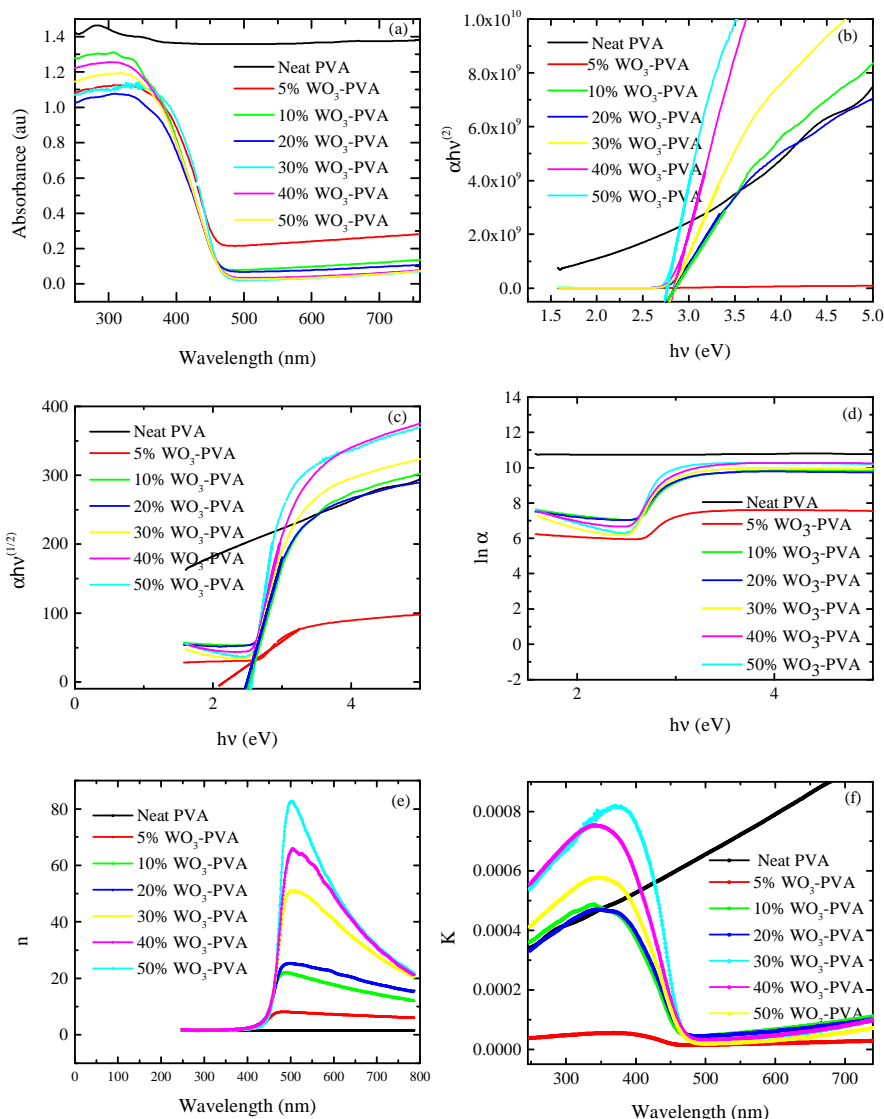 (a)
1.4
1.2
1.0
0.8
0.6
0.4
0.2
0.0
Absorbance (au)
Neat PVA
5% WO3-PVA
10% WO3-PVA
20% WO3-PVA
30% WO3-PVA
40% WO3-PVA
50% WO3-PVA
300 400 500 600 700
Wavelength (nm)
(b)
1.0x10^10
8.0x10^9
6.0x10^9
4.0x10^9
2.0x10^9
0.0
αhν(2)
Neat PVA
5% WO3-PVA
10% WO3-PVA
20% WO3-PVA
30% WO3-PVA
40% WO3-PVA
50% WO3-PVA
1.5 2.0 2.5 3.0 3.5 4.0 4.5 5.0
hν (eV)
(c)
400
300
200
100
0
αhν(1/2)
Neat PVA
5% WO3-PVA
10% WO3-PVA
20% WO3-PVA
30% WO3-PVA
40% WO3-PVA
50% WO3-PVA
0 2 4
hν (eV)
(d)
14
12
10
8
6
4
2
0
-2
ln α
Neat PVA
5% WO3-PVA
10% WO3-PVA
20% WO3-PVA
30% WO3-PVA
40% WO3-PVA
50% WO3-PVA
2 4
hν (eV)
(e)
80
60
40
20
0
n
Neat PVA
5% WO3-PVA
10% WO3-PVA
20% WO3-PVA
30% WO3-PVA
40% WO3-PVA
50% WO3-PVA
0 100 200 300 400 500 600 700 800
Wavelength (nm)
(f)
0.0008
0.0006
0.0004
0.0002
0.0000
K
Neat PVA
5% WO3-PVA
10% WO3-PVA
20% WO3-PVA
30% WO3-PVA
40% WO3-PVA
50% WO3-PVA
300 400 500 600 700
Wavelength (nm)